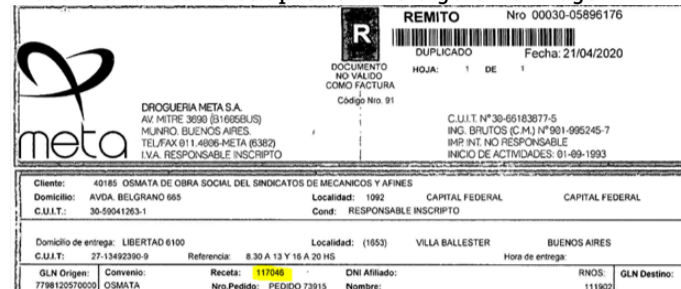 REMITO Nro 00030-05896176
R
DUPLICADO Fecha: 21/04/2020
DOCUMENTO
NO VÁLIDO
COMO FACTURA
HOJA: 1 DE 1
Código Nro. 91
meta
DROGUERIA META S.A.
AV. MITRE 3690 (B1605BUS)
MUNRO. BUENOS AIRES.
TEL/FAX 011.4006-META (6382)
I.V.A. RESPONSABLE INSCRIPTO
C.U.I.T. N°30-66183877-5
ING. BRUTOS (C.M.) N°901-995245-7
IMP. INT. NO RESPONSABLE
INICIO DE ACTIVIDADES: 01-09-1993
Cliente: 40185 OSMATA DE OBRA SOCIAL DEL SINDICATOS DE MECANICOS Y AFINES
Domicilio: AVDA. BELGRANO 665 Localidad: 1092 CAPITAL FEDERAL CAPITAL FEDERAL
C.U.I.T.: 30-59041263-1 Cond: RESPONSABLE INSCRIPTO
Domicilio de entrega: LIBERTAD 6100 Localidad: (1653) VILLA BALLESTER BUENOS AIRES
C.U.I.T: 27-13492390-9 Referencia: 8.30 A 13 Y 16 A 20 HS Hora de entrega:
GLN Origen: Convenio: Receta: 117046 DNI Afiliado: RNOS: GLN Destino:
7798120570000 OSMATA Nro.Pedido: PEDIDO 73915 Nombre: 111902